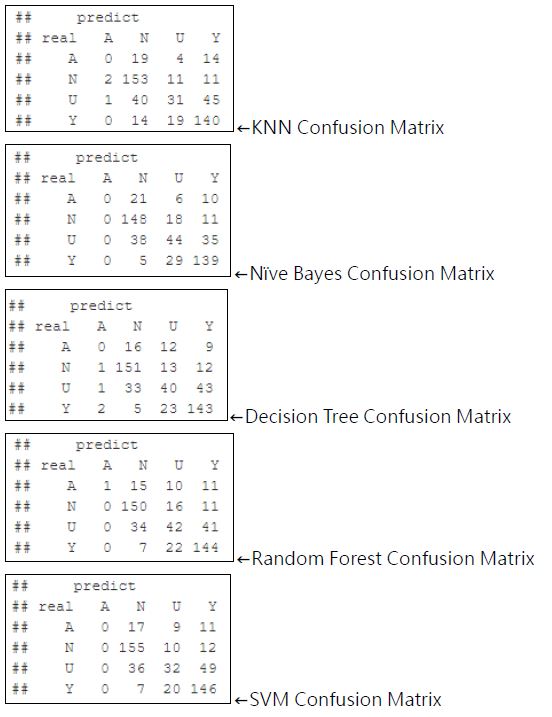 ## predict
## real A N U Y
## A 0 19 4 14
## N 2 153 11 11
## U 1 40 31 45
## Y 0 14 19 140
←KNN Confusion Matrix
## predict
## real A N U Y
## A 0 21 6 10
## N 0 148 18 11
## U 0 38 44 35
## Y 0 5 29 139
←Nïve Bayes Confusion Matrix
## predict
## real A N U Y
## A 0 16 12 9
## N 1 151 13 12
## U 1 33 40 43
## Y 2 5 23 143
←Decision Tree Confusion Matrix
## predict
## real A N U Y
## A 1 15 10 11
## N 0 150 16 11
## U 0 34 42 41
## Y 0 7 22 144
←Random Forest Confusion Matrix
## predict
## real A N U Y
## A 0 17 9 11
## N 0 155 10 12
## U 0 36 32 49
## Y 0 7 20 146
←SVM Confusion Matrix